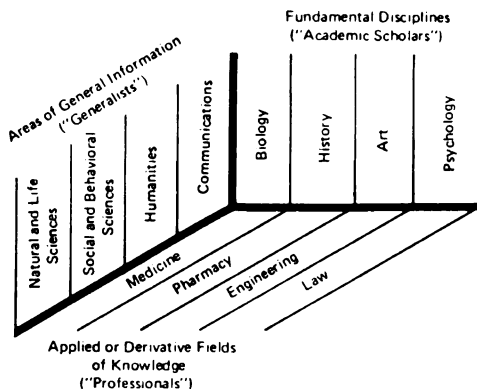 Fundamental Disciplines
("Academic Scholars")
Areas of General Information
("Generalists")
Natural and Life
Sciences
Social and Behavioral
Sciences
Humanities
Communications
Biology
History
Art
Psychology
Medicine
Pharmacy
Engineering
Law
Applied or Derivative Fields
of Knowledge
("Professionals")